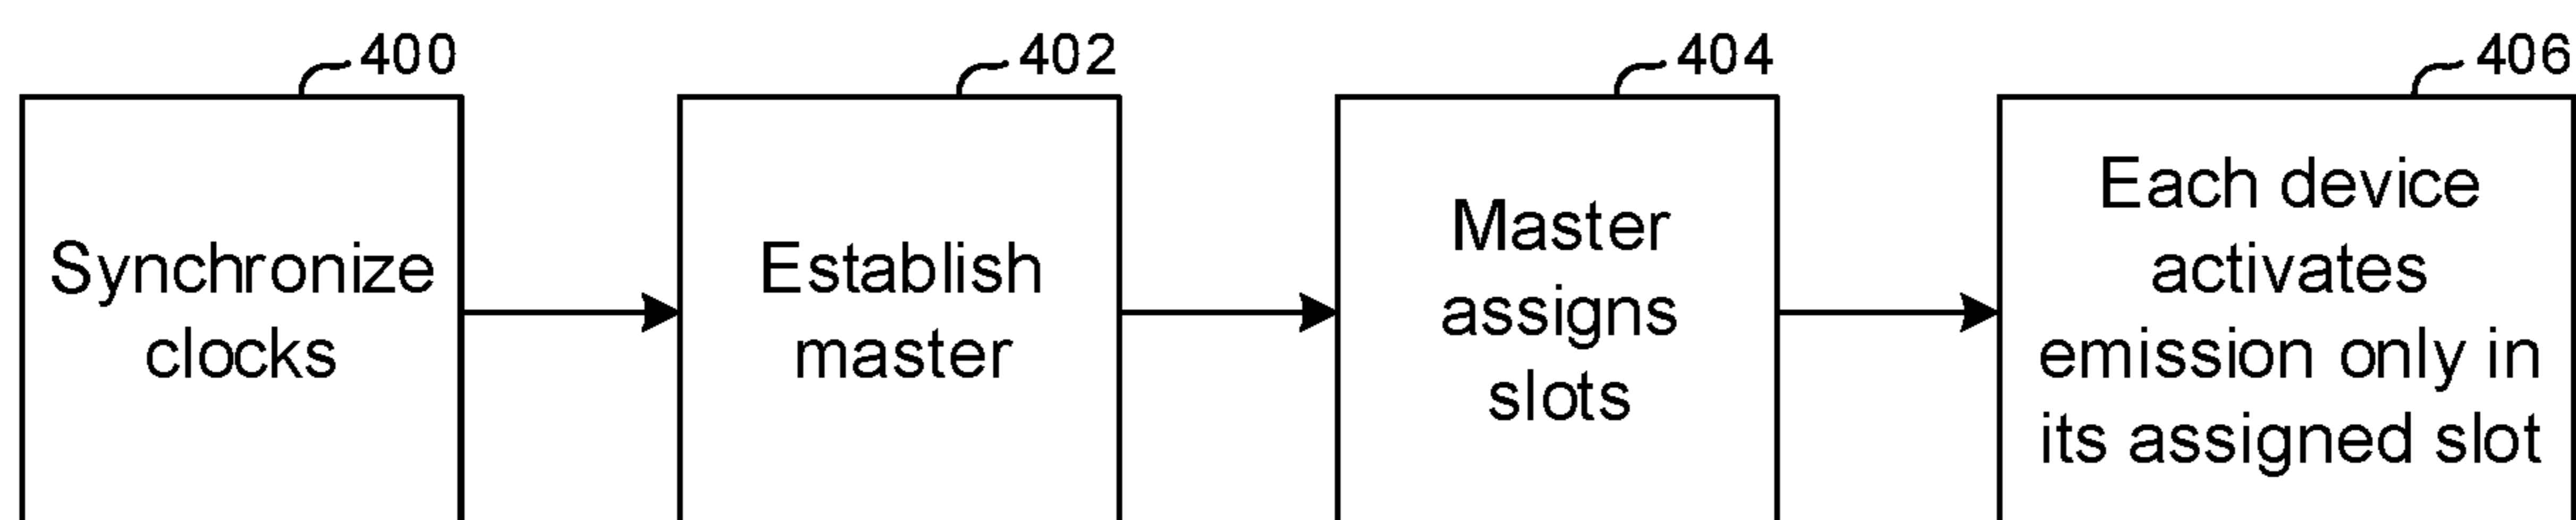 400
Synchronize
clocks
402
Establish
master
404
Master
assigns
slots
406
Each device
activates
emission only in
its assigned slot